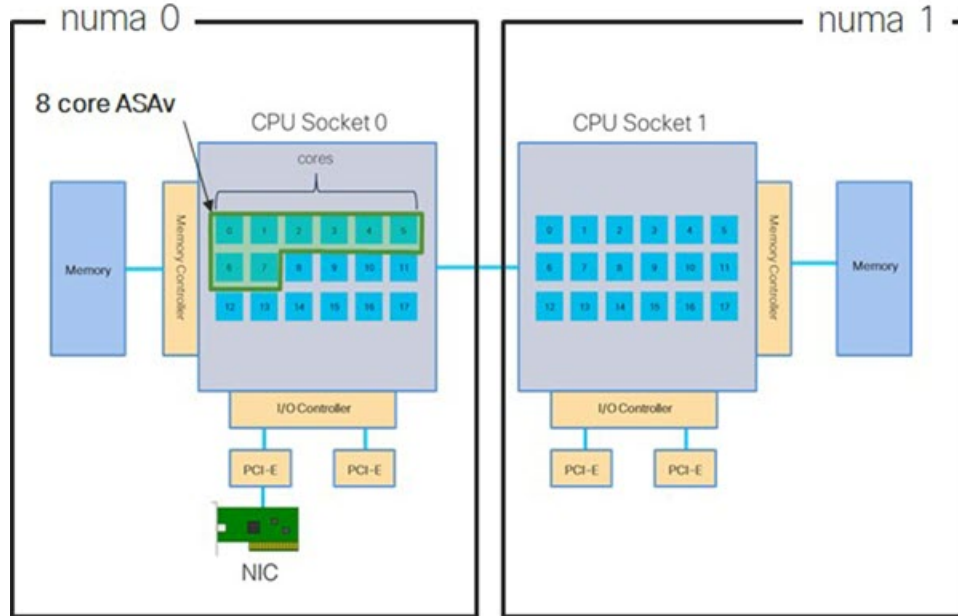 numa 0
numa 1
8 core ASAv
CPU Socket 0
CPU Socket 1
cores
0 1 2 3 4 5
0 1 2 3 4 5
Memory
Memory Controller
6 7 8 9 10 11
6 7 8 9 10 11
Memory Controller
Memory
12 13 14 15 16 17
12 13 14 15 16 17
I/O Controller
I/O Controller
PCI-E
PCI-E
PCI-E
PCI-E
NIC